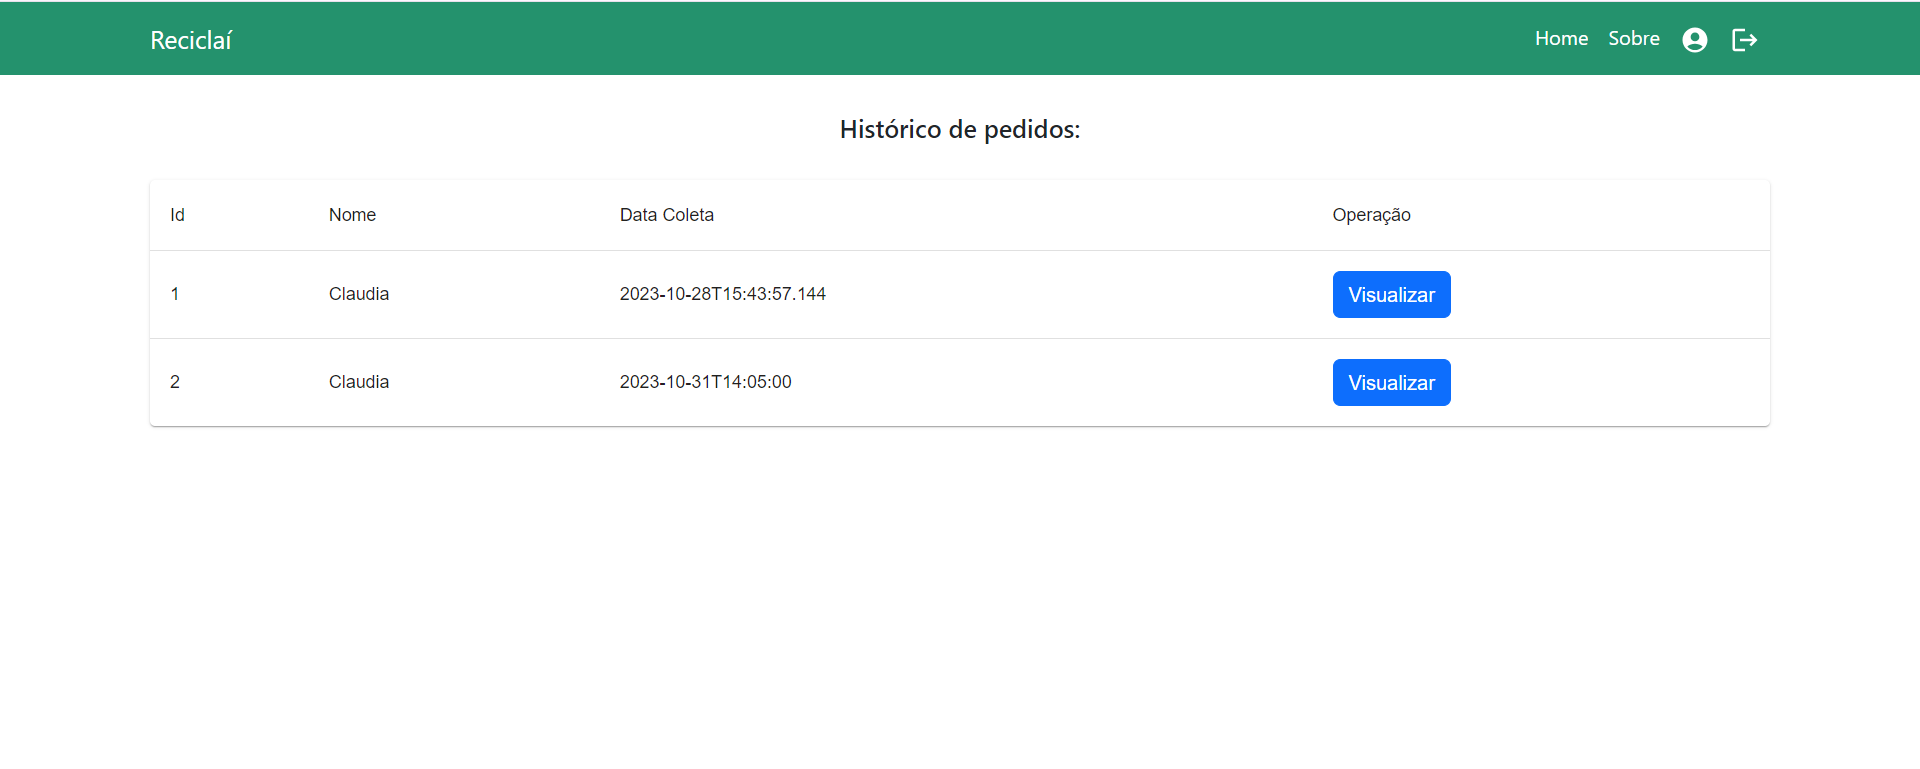 Reciclaí Home Sobre
Histórico de pedidos:
Id Nome Data Coleta Operação
1 Claudia 2023-10-28T15:43:57.144 Visualizar
2 Claudia 2023-10-31T14:05:00 Visualizar